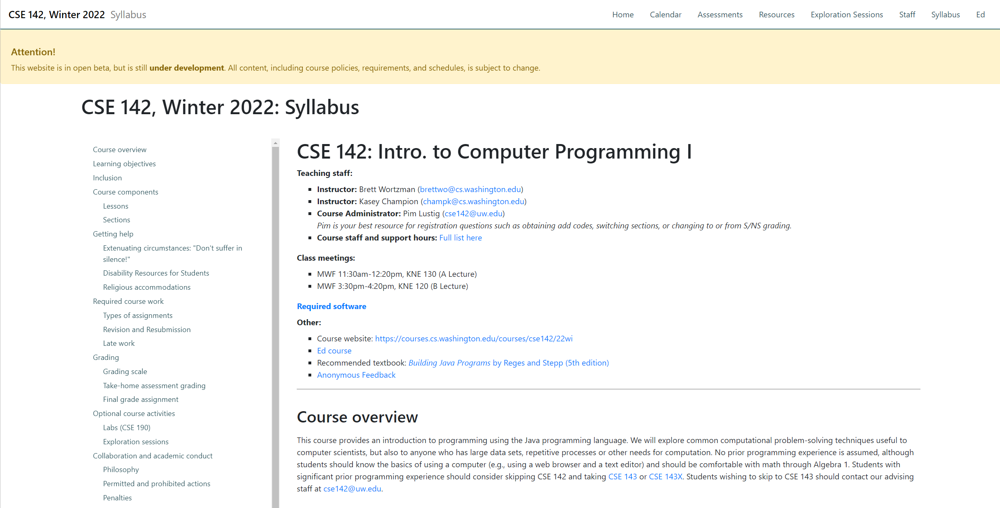 CSE 142, Winter 2022 Syllabus
Home Calendar Assessments Resources Exploration Sessions Staff Syllabus Ed
Attention!
This website is in open beta, but is still under development. All content, including course policies, requirements, and schedules, is subject to change.
CSE 142, Winter 2022: Syllabus
Course overview
Learning objectives
Inclusion
Course components
Lessons
Sections
Getting help
Extenuating circumstances: "Don't suffer in
silence!"
Disability Resources for Students
Religious accommodations
Required course work
Types of assignments
Revision and Resubmission
Late work
Grading
Grading scale
Take-home assessment grading
Final grade assignment
Optional course activities
Labs (CSE 190)
Exploration sessions
Collaboration and academic conduct
Philosophy
Permitted and prohibited actions
Penalties
CSE 142: Intro. to Computer Programming I
Teaching staff:
Instructor: Brett Wortzman (brettwo@cs.washington.edu)
Instructor: Kasey Champion (champk@cs.washington.edu)
Course Administrator: Pim Lustig (cse142@uw.edu)
Pim is your best resource for registration questions such as obtaining add codes, switching sections, or changing to or from S/NS grading.
Course staff and support hours: Full list here
Class meetings:
MWF 11:30am-12:20pm, KNE 130 (A Lecture)
MWF 3:30pm-4:20pm, KNE 120 (B Lecture)
Required software
Other:
Course website: https://courses.cs.washington.edu/courses/cse142/22wi
Ed course
Recommended textbook: Building Java Programs by Reges and Stepp (5th edition)
Anonymous Feedback
Course overview
This course provides an introduction to programming using the Java programming language. We will explore common computational problem-solving techniques useful to
computer scientists, but also to anyone who has large data sets, repetitive processes or other needs for computation. No prior programming experience is assumed, although
students should know the basics of using a computer (e.g., using a web browser and a text editor) and should be comfortable with math through Algebra 1. Students with
significant prior programming experience should consider skipping CSE 142 and taking CSE 143 or CSE 143X. Students wishing to skip to CSE 143 should contact our advising
staff at cse142@uw.edu.